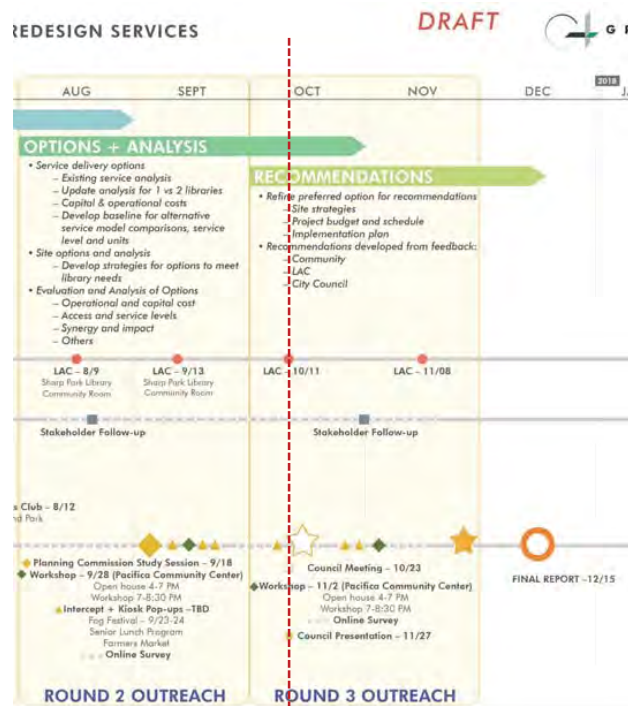 REDESIGN SERVICES
DRAFT
2018
AUG
SEPT
OCT
NOV
DEC
OPTIONS + ANALYSIS
• Service delivery options
– Existing service analysis
– Update analysis for 1 vs 2 libraries
– Capital & operational costs
– Develop baseline for alternative
service model comparisons, service
level and units
• Site options and analysis
– Develop strategies for options to meet
library needs
• Evaluation and Analysis of Options
– Operational and capital cost
– Access and service levels
– Synergy and impact
– Others
RECOMMENDATIONS
• Refine preferred option for recommendations
– Site strategies
– Project budget and schedule
– Implementation plan
• Recommendations developed from feedback:
– Community
– LAC
– City Council
LAC – 8/9
Sharp Park Library
Community Room
LAC – 9/13
Sharp Park Library
Community Room
LAC – 10/11
LAC – 11/08
Stakeholder Follow-up
Stakeholder Follow-up
s Club – 8/12
nd Park
Planning Commission Study Session – 9/18
Workshop – 9/28 (Pacifica Community Center)
Open house 4-7 PM
Workshop 7-8:30 PM
Intercept + Kiosk Pop-ups –TBD
Fog Festival – 9/23-24
Senior Lunch Program
Farmers Market
Online Survey
Council Meeting – 10/23
Workshop – 11/2 (Pacifica Community Center)
Open house 4-7 PM
Workshop 7-8:30 PM
Online Survey
Council Presentation – 11/27
FINAL REPORT –12/15
ROUND 2 OUTREACH
ROUND 3 OUTREACH